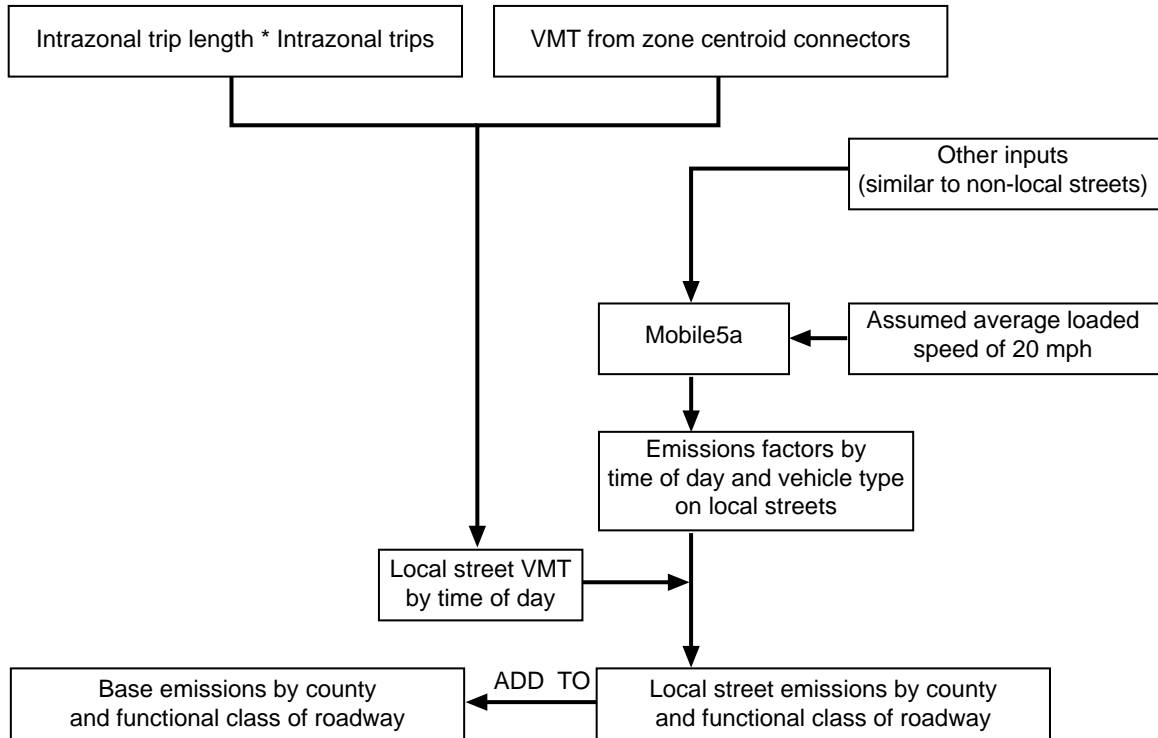 Intrazonal trip length * Intrazonal trips
VMT from zone centroid connectors
Other inputs
(similar to non-local streets)
Mobile5a
Assumed average loaded
speed of 20 mph
Emissions factors by
time of day and vehicle type
on local streets
Local street VMT
by time of day
Base emissions by county
and functional class of roadway
ADD TO
Local street emissions by county
and functional class of roadway